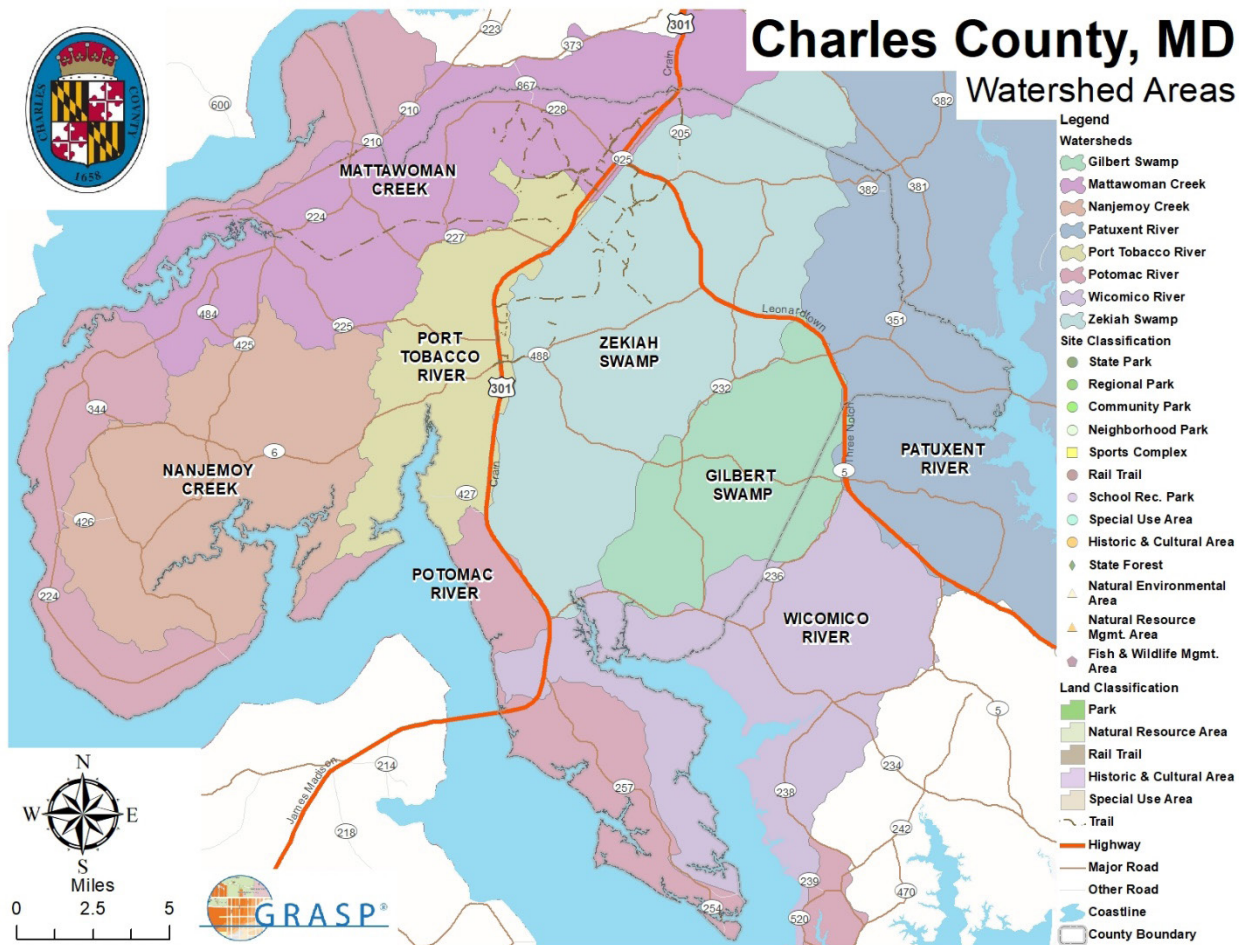 Charles County, MD
Watershed Areas
CHARLES COUNTY
1658
Legend
Watersheds
Gilbert Swamp
Mattawoman Creek
Nanjemoy Creek
Patuxent River
Port Tobacco River
Potomac River
Wicomico River
Zekiah Swamp
Site Classification
State Park
Regional Park
Community Park
Neighborhood Park
Sports Complex
Rail Trail
School Rec. Park
Special Use Area
Historic & Cultural Area
State Forest
Natural Environmental
Area
Natural Resource
Mgmt. Area
Fish & Wildlife Mgmt.
Area
Land Classification
Park
Natural Resource Area
Rail Trail
Historic & Cultural Area
Special Use Area
Trail
Highway
Major Road
Other Road
Coastline
County Boundary
301
Crain
223
373
600
210
867
228
382
205
210
925
MATTAWOMAN
CREEK
382
381
224
227
484
225
425
PORT
TOBACCO
RIVER
ZEKIAH
SWAMP
Leonardtown
351
488
301
232
344
6
Three Notch
PATUXENT
RIVER
NANJEMOY
CREEK
GILBERT
SWAMP
5
Crain
427
426
POTOMAC
RIVER
236
224
WICOMICO
RIVER
5
James Madison
214
234
257
238
218
242
239
470
254
520
N
W
E
S
Miles
0
2.5
5
GRASP®